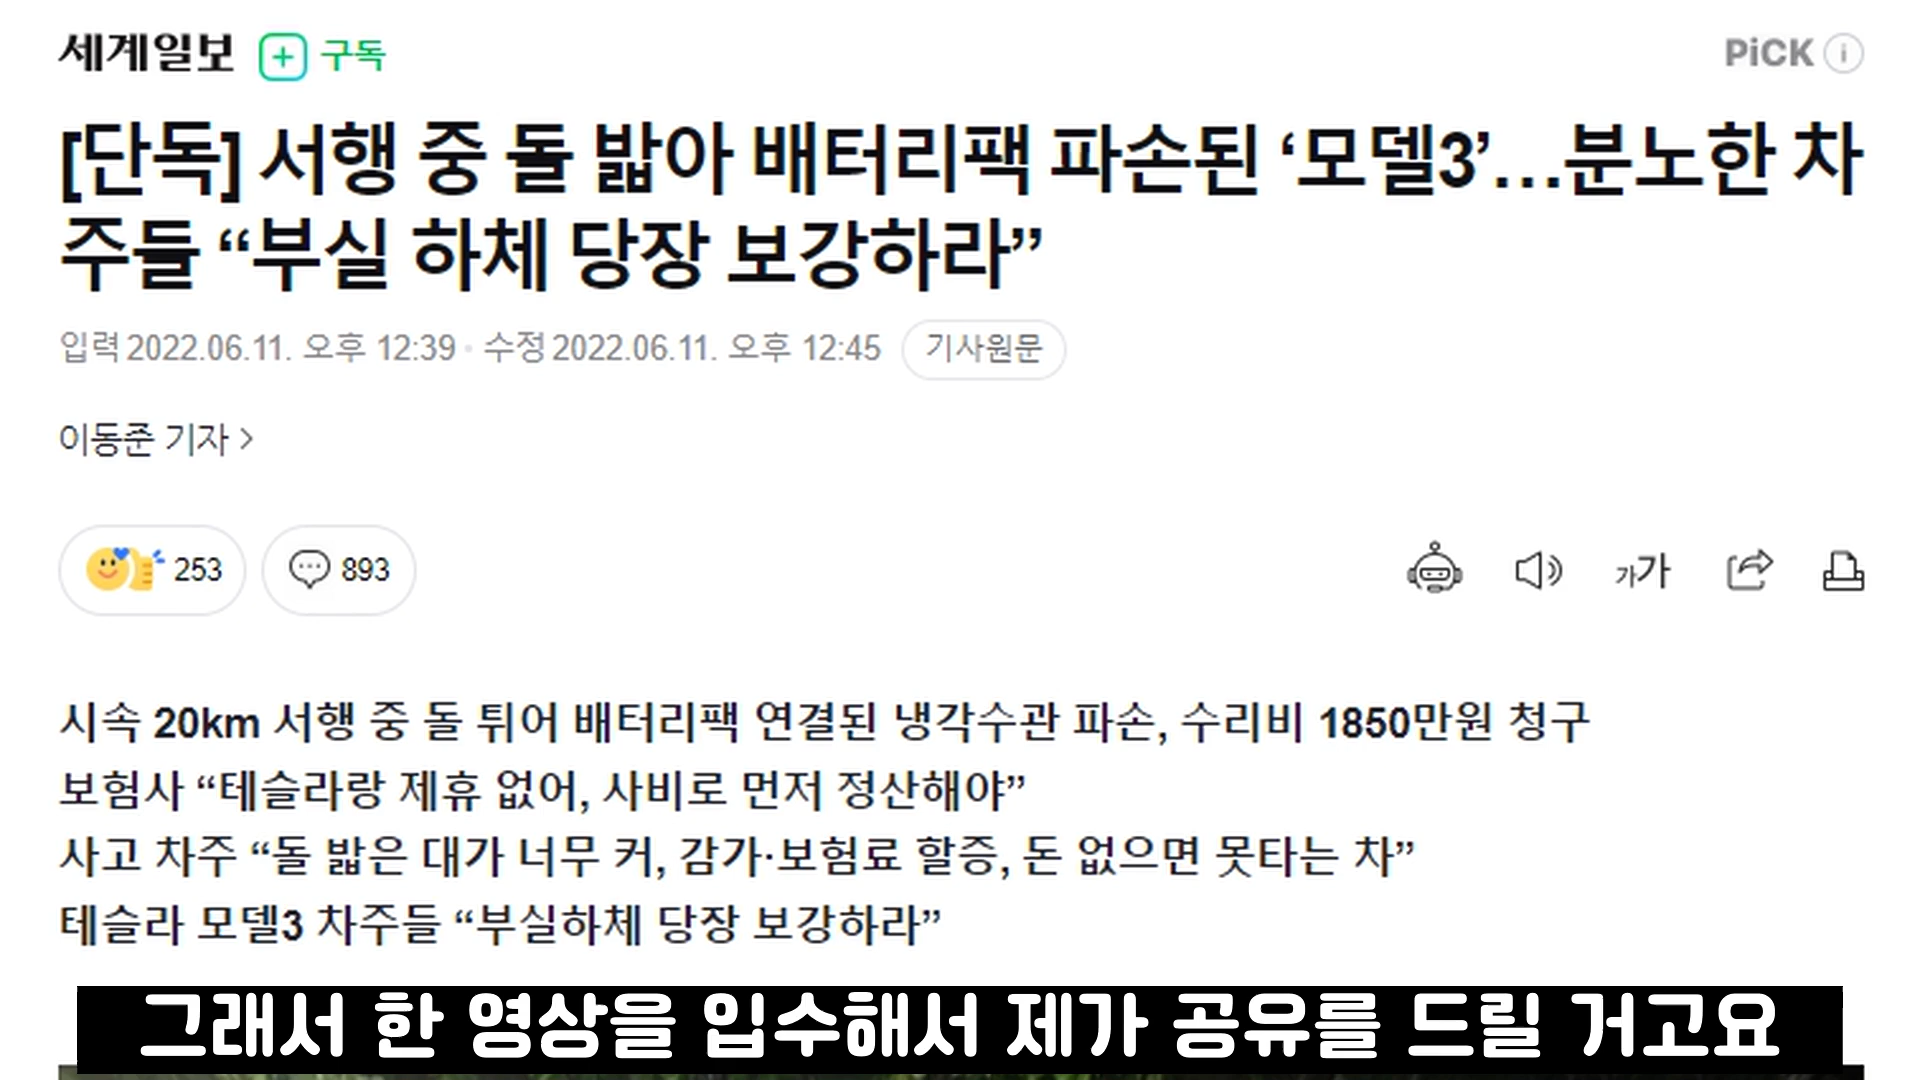 세계일보 구독
PiCK
[단독] 서행 중 돌 밟아 배터리팩 파손된 ‘모델3’…분노한 차
주들 “부실 하체 당장 보강하라”
입력 2022.06.11. 오후 12:39 · 수정 2022.06.11. 오후 12:45 기사원문
이동준 기자 >
253 893
가가
시속 20km 서행 중 돌 튀어 배터리팩 연결된 냉각수관 파손, 수리비 1850만원 청구
보험사 “테슬라랑 제휴 없어, 사비로 먼저 정산해야”
사고 차주 “돌 밟은 대가 너무 커, 감가·보험료 할증, 돈 없으면 못타는 차”
테슬라 모델3 차주들 “부실하체 당장 보강하라”
그래서 한 영상을 입수해서 제가 공유를 드릴 거고요